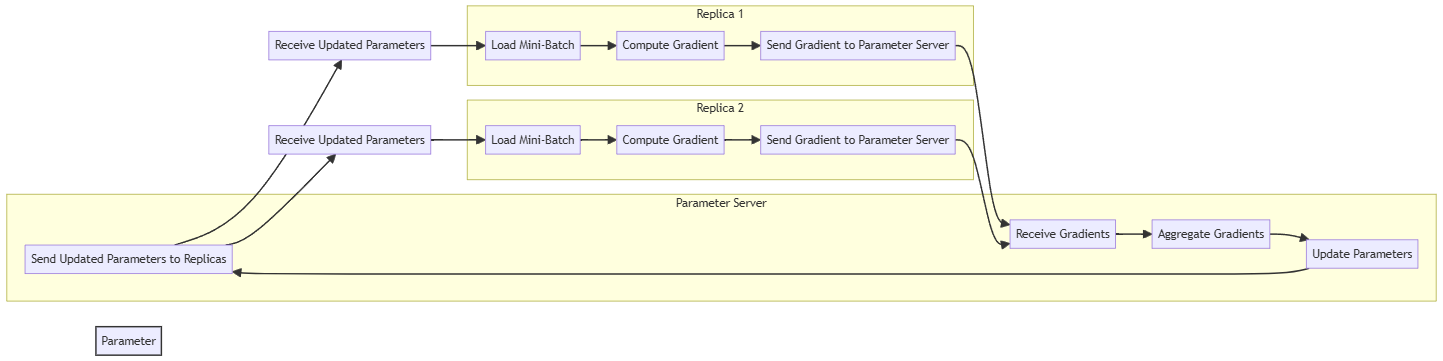 Replica 1
Receive Updated Parameters
Load Mini-Batch
Compute Gradient
Send Gradient to Parameter Server
Replica 2
Receive Updated Parameters
Load Mini-Batch
Compute Gradient
Send Gradient to Parameter Server
Parameter Server
Send Updated Parameters to Replicas
Receive Gradients
Aggregate Gradients
Update Parameters
Parameter